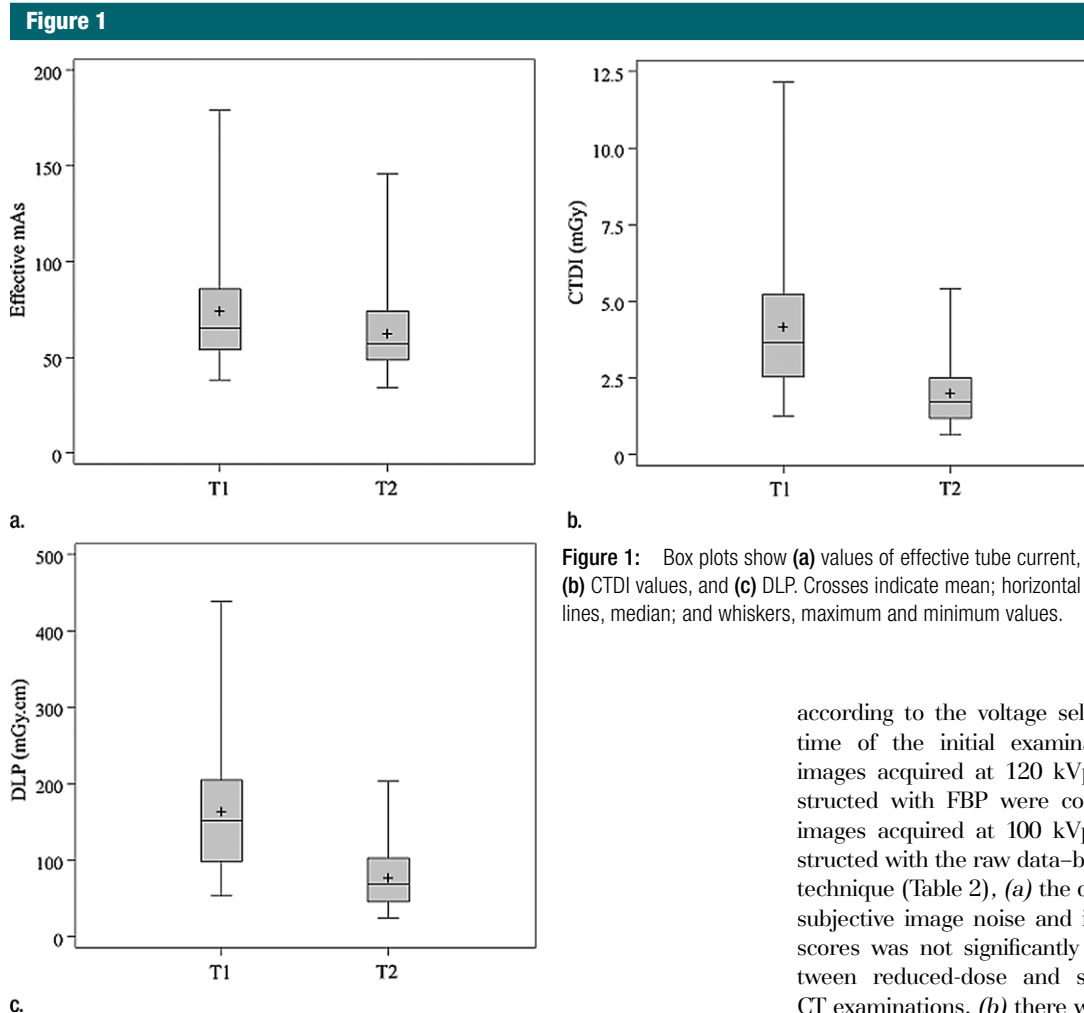 Figure 1
200
150
100
50
0
Effective mAs
T1 T2
a.
12.5
10.0
7.5
5.0
2.5
0
CTDI (mGy)
T1 T2
b.
Figure 1: Box plots show (a) values of effective tube current,
(b) CTDI values, and (c) DLP. Crosses indicate mean; horizontal
lines, median; and whiskers, maximum and minimum values.
500
400
300
200
100
0
DLP (mGy.cm)
T1 T2
c.
according to the voltage sel
time of the initial examina
images acquired at 120 kVp
structed with FBP were co
images acquired at 100 kVp
structed with the raw data–b
technique (Table 2), (a) the d
subjective image noise and i
scores was not significantly
tween reduced-dose and s
CT examinations, (b) there w